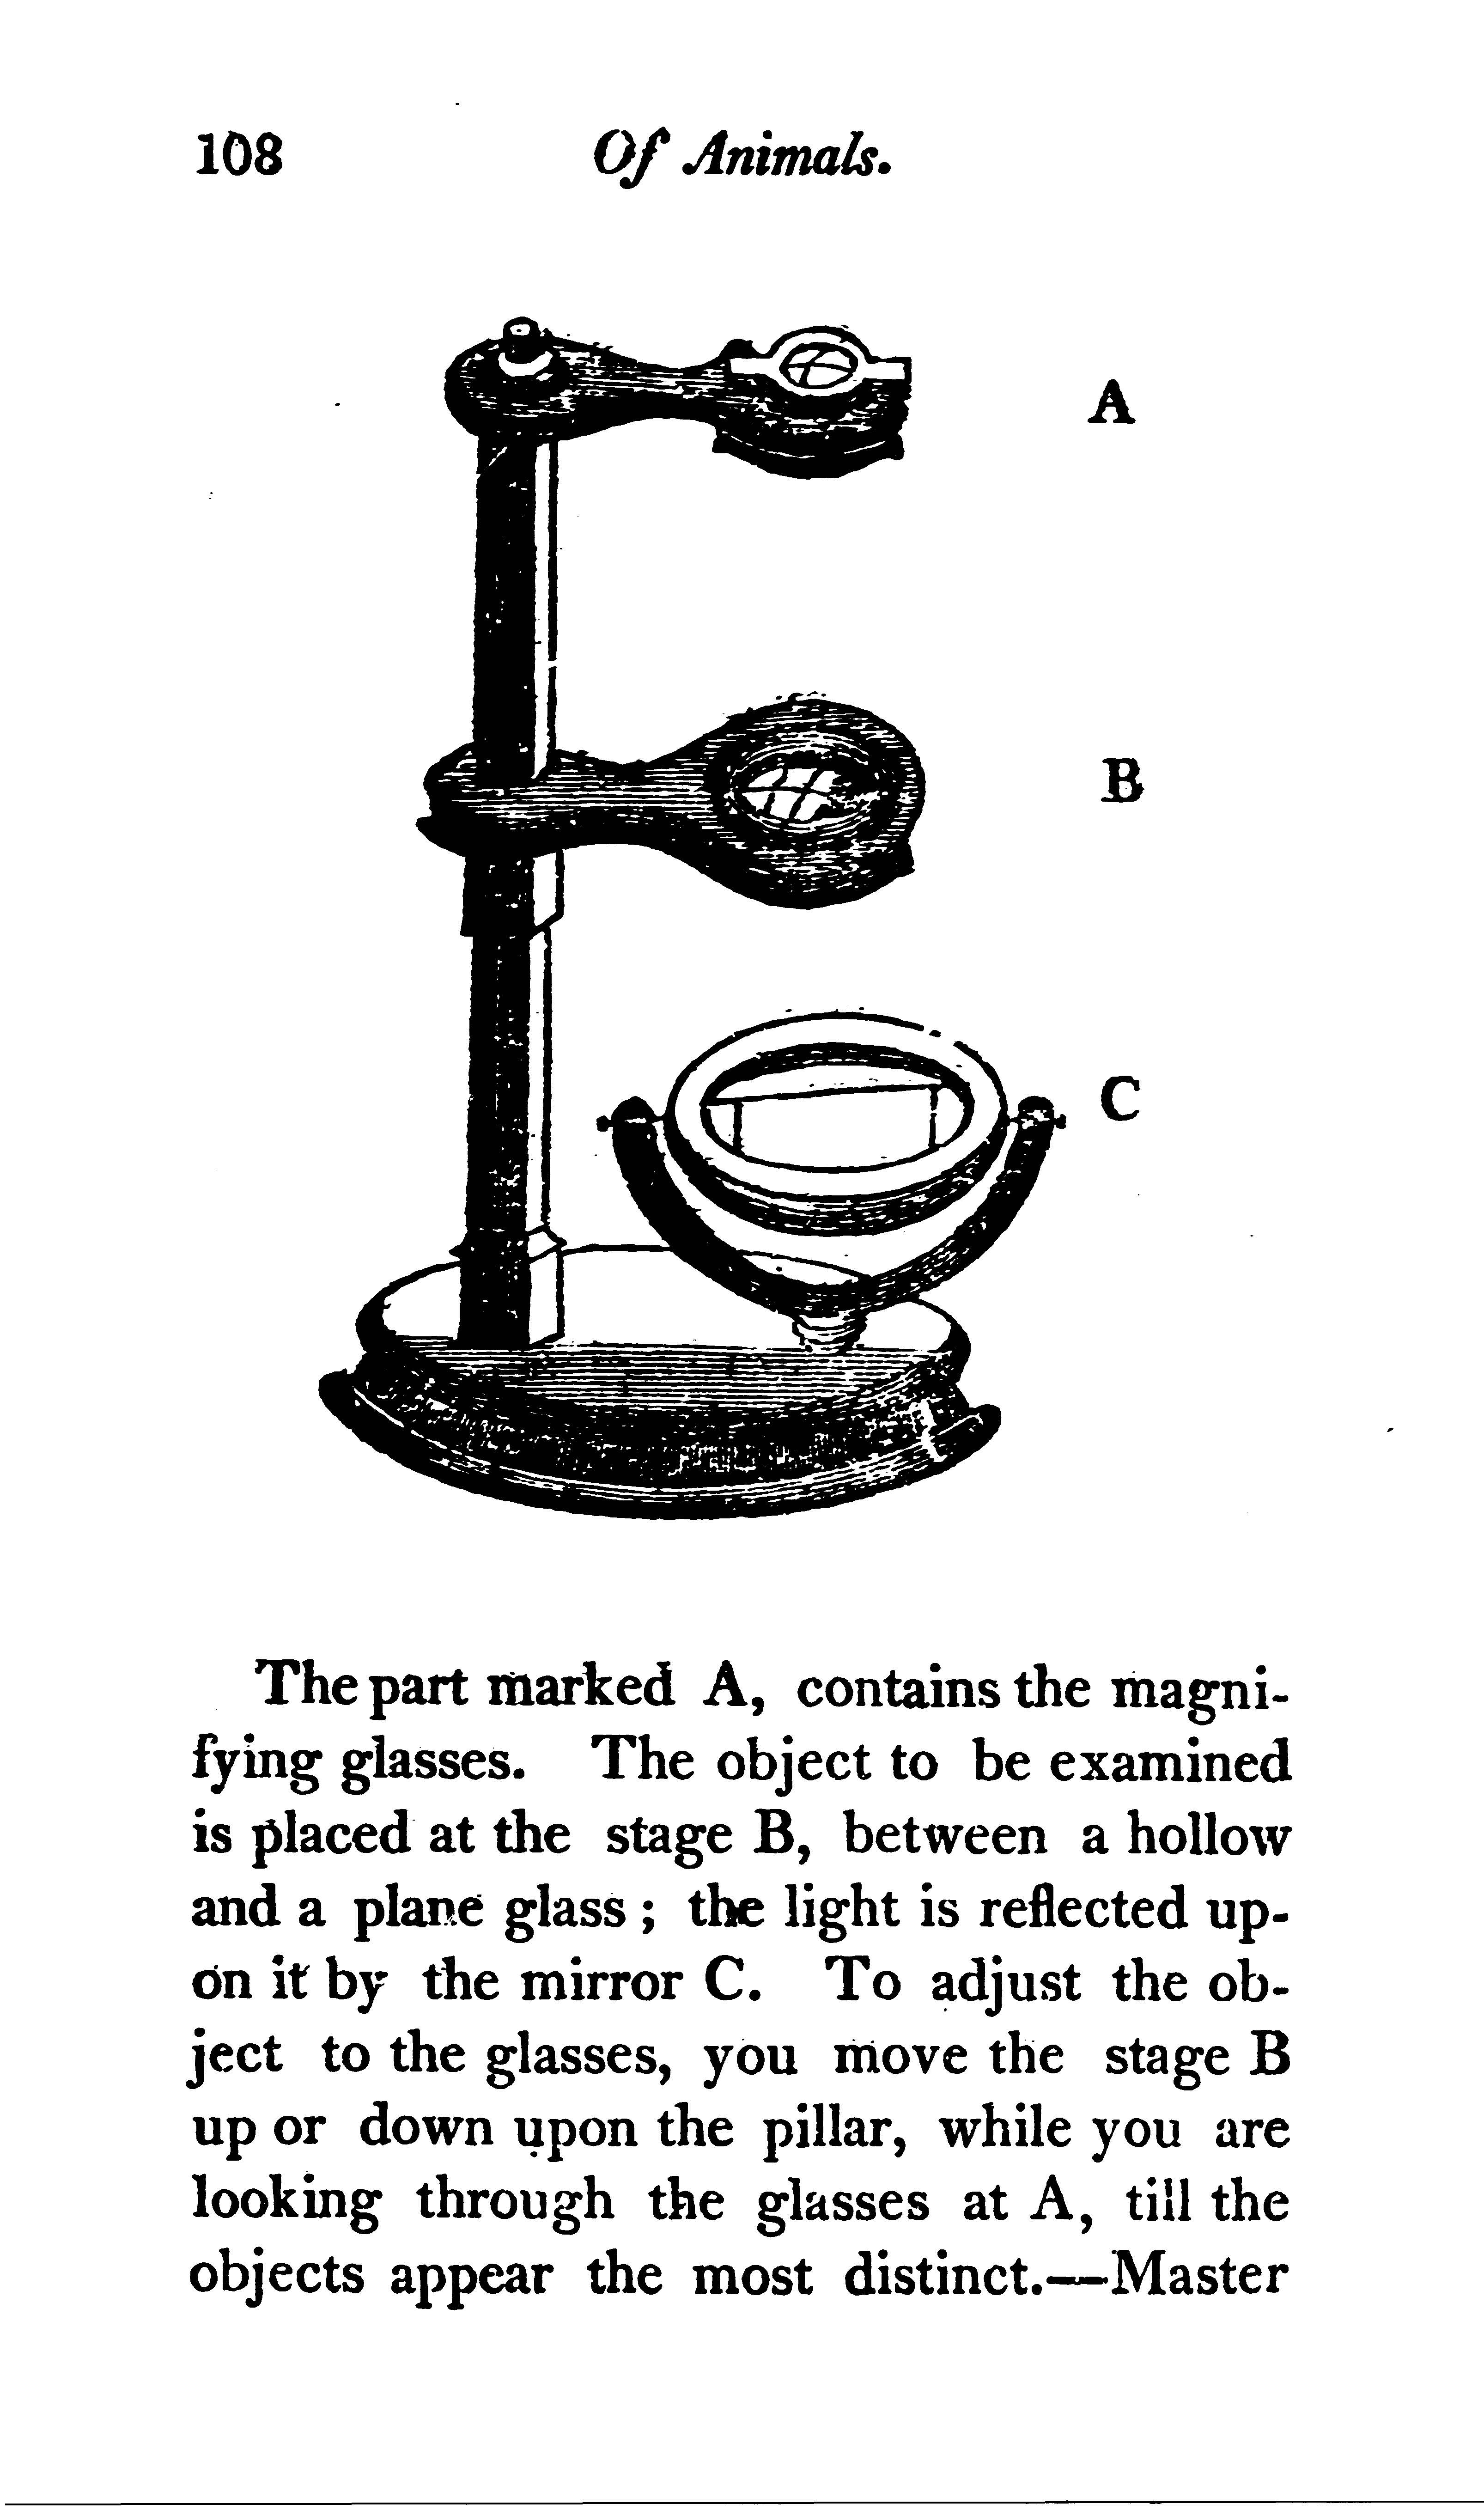 108
Of Animals.
A
B
C
The part marked A, contains the magni-
fying glasses. The object to be examined
is placed at the stage B, between a hollow
and a plane glass; the light is reflected up-
on it by the mirror C. To adjust the ob-
ject to the glasses, you move the stage B
up or down upon the pillar, while you are
looking through the glasses at A, till the
objects appear the most distinct.—Master